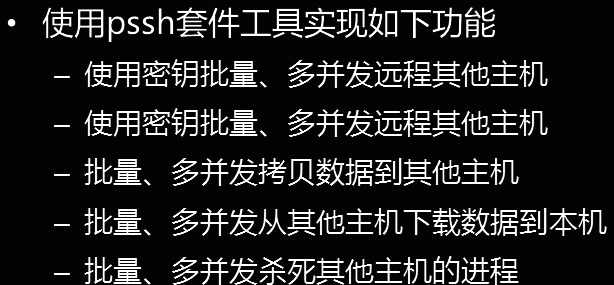 • 使用pssh套件工具实现如下功能
– 使用密钥批量、多并发远程其他主机
– 使用密钥批量、多并发远程其他主机
– 批量、多并发拷贝数据到其他主机
– 批量、多并发从其他主机下载数据到本机
– 批量、多并发杀死其他主机的进程